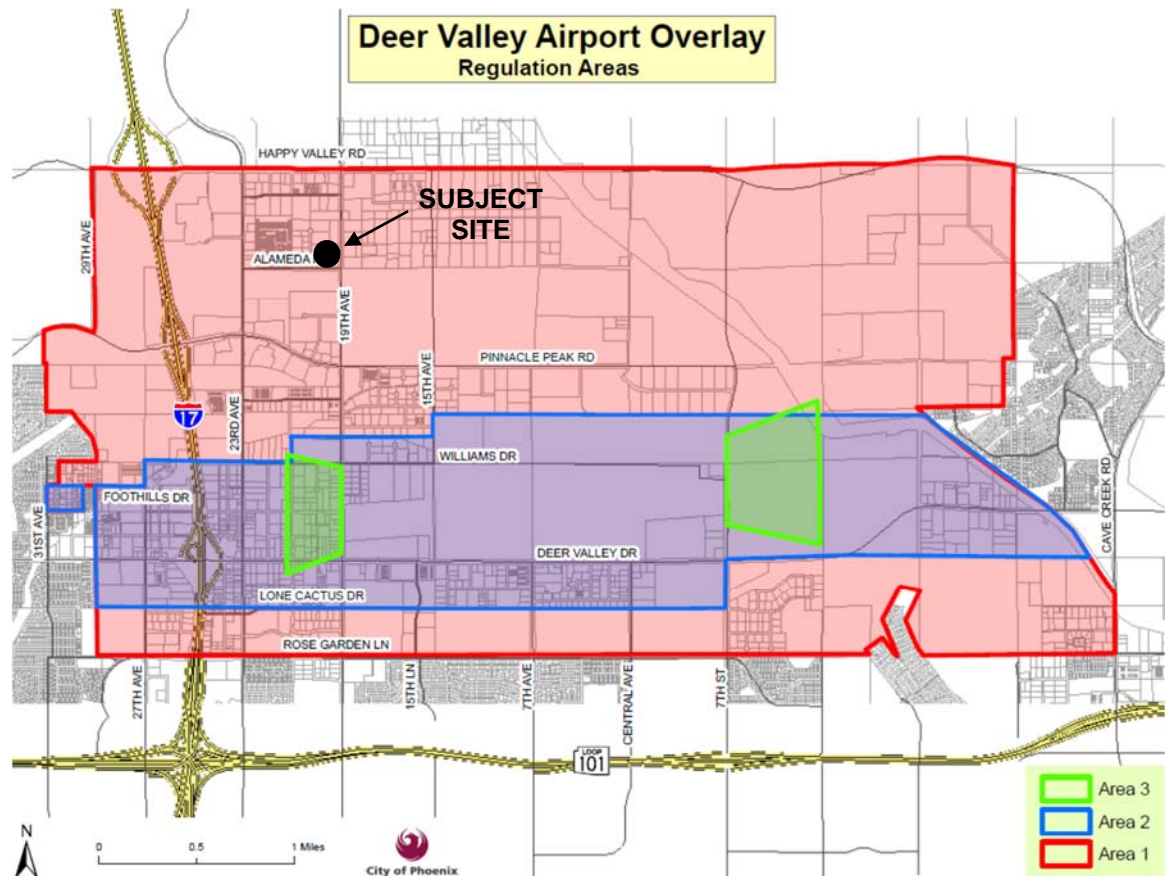 Deer Valley Airport Overlay
Regulation Areas
HAPPY VALLEY RD
SUBJECT
SITE
29TH AVE
ALAMEDA
19TH AVE
PINNACLE PEAK RD
15TH AVE
17
23RD AVE
WILLIAMS DR
FOOTHILLS DR
31ST AVE
CAVE CREEK RD
DEER VALLEY DR
LONE CACTUS DR
ROSE GARDEN LN
27TH AVE
15TH LN
7TH AVE
CENTRAL AVE
7TH ST
LOOP
101
Area 3
Area 2
Area 1
N
0 0.5 1 Miles
City of Phoenix